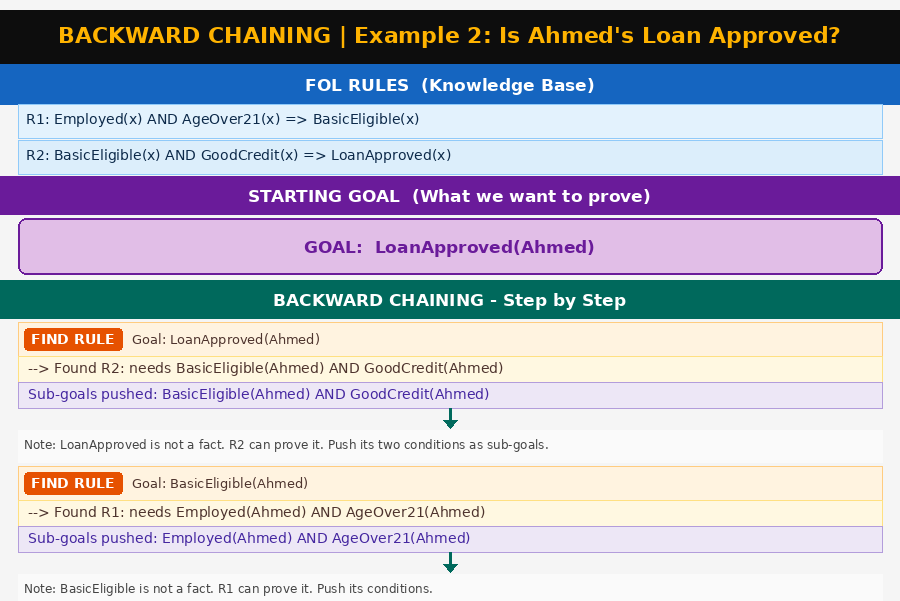 BACKWARD CHAINING | Example 2: Is Ahmed's Loan Approved?
FOL RULES (Knowledge Base)
R1: Employed(x) AND AgeOver21(x) => BasicEligible(x)
R2: BasicEligible(x) AND GoodCredit(x) => LoanApproved(x)
STARTING GOAL (What we want to prove)
GOAL: LoanApproved(Ahmed)
BACKWARD CHAINING - Step by Step
FIND RULE Goal: LoanApproved(Ahmed)
--> Found R2: needs BasicEligible(Ahmed) AND GoodCredit(Ahmed)
Sub-goals pushed: BasicEligible(Ahmed) AND GoodCredit(Ahmed)
Note: LoanApproved is not a fact. R2 can prove it. Push its two conditions as sub-goals.
FIND RULE Goal: BasicEligible(Ahmed)
--> Found R1: needs Employed(Ahmed) AND AgeOver21(Ahmed)
Sub-goals pushed: Employed(Ahmed) AND AgeOver21(Ahmed)
Note: BasicEligible is not a fact. R1 can prove it. Push its conditions.